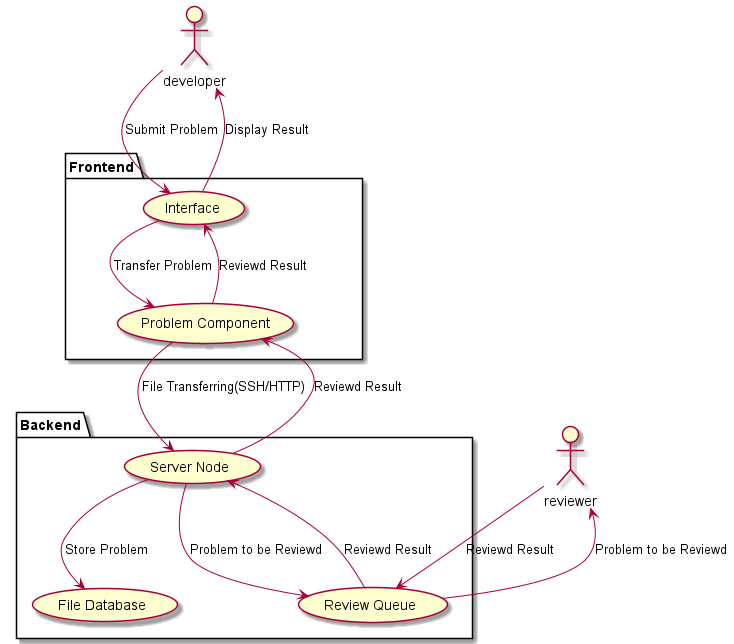 developer
Submit Problem
Display Result
Frontend
Interface
Transfer Problem
Reviewd Result
Problem Component
File Transferring(SSH/HTTP)
Reviewd Result
Backend
Server Node
reviewer
Store Problem
Problem to be Reviewd
Reviewd Result
Reviewd Result
Problem to be Reviewd
File Database
Review Queue